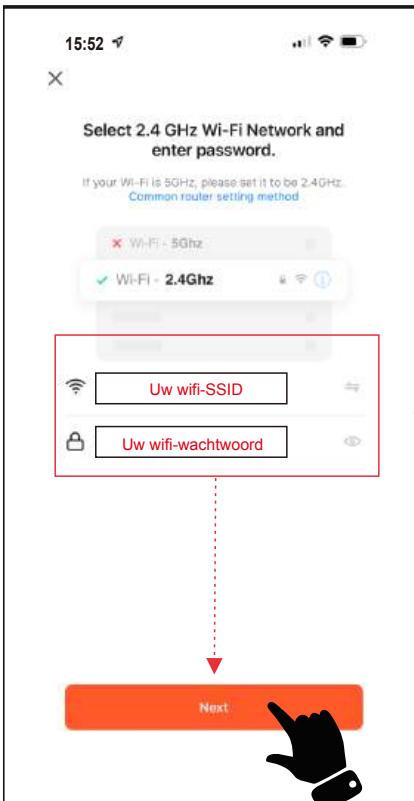 15:52
Select 2.4 GHz Wi-Fi Network and
enter password.
If your Wi-Fi is 5GHz, please set it to be 2.4GHz.
Common router setting method
Wi-Fi - 5Ghz
Wi-Fi - 2.4Ghz
Uw wifi-SSID
Uw wifi-wachtwoord
Next